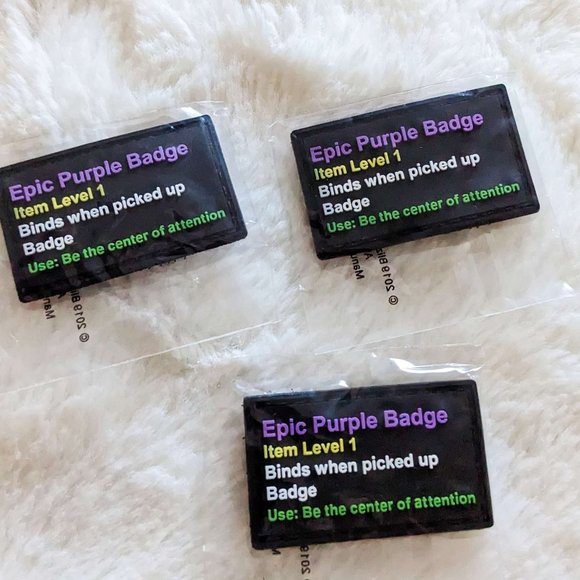 Epic Purple Badge
Item Level 1
Binds when picked up
Badge
Use: Be the center of attention
Epic Purple Badge
Item Level 1
Binds when picked up
Badge
Use: Be the center of attention
Epic Purple Badge
Item Level 1
Binds when picked up
Badge
Use: Be the center of attention